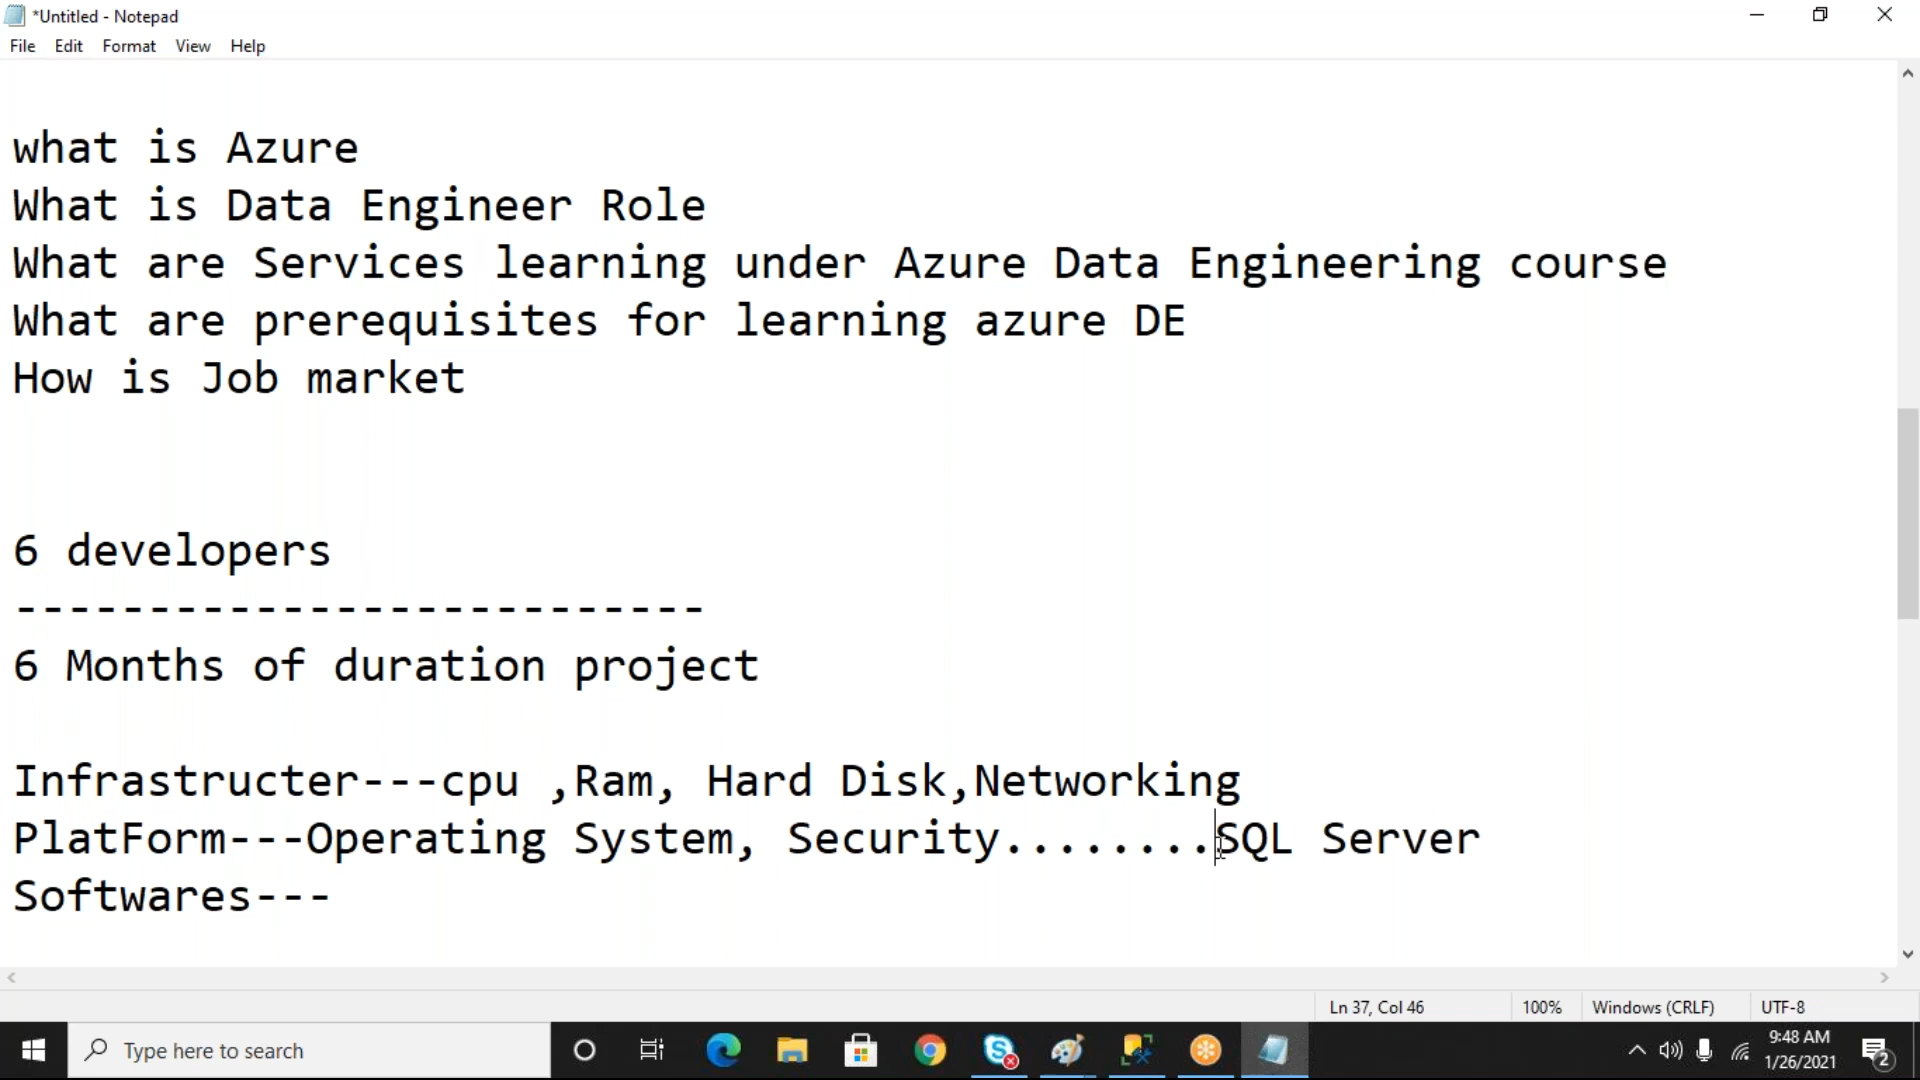 *Untitled - Notepad
File Edit Format View Help
what is Azure
What is Data Engineer Role
What are Services learning under Azure Data Engineering course
What are prerequisites for learning azure DE
How is Job market
6 developers
--------------------------
6 Months of duration project
Infrastructer---cpu ,Ram, Hard Disk,Networking
PlatForm---Operating System, Security........SQL Server
Softwares---
Ln 37, Col 46 100% Windows (CRLF) UTF-8
Type here to search
9:48 AM
1/26/2021
2